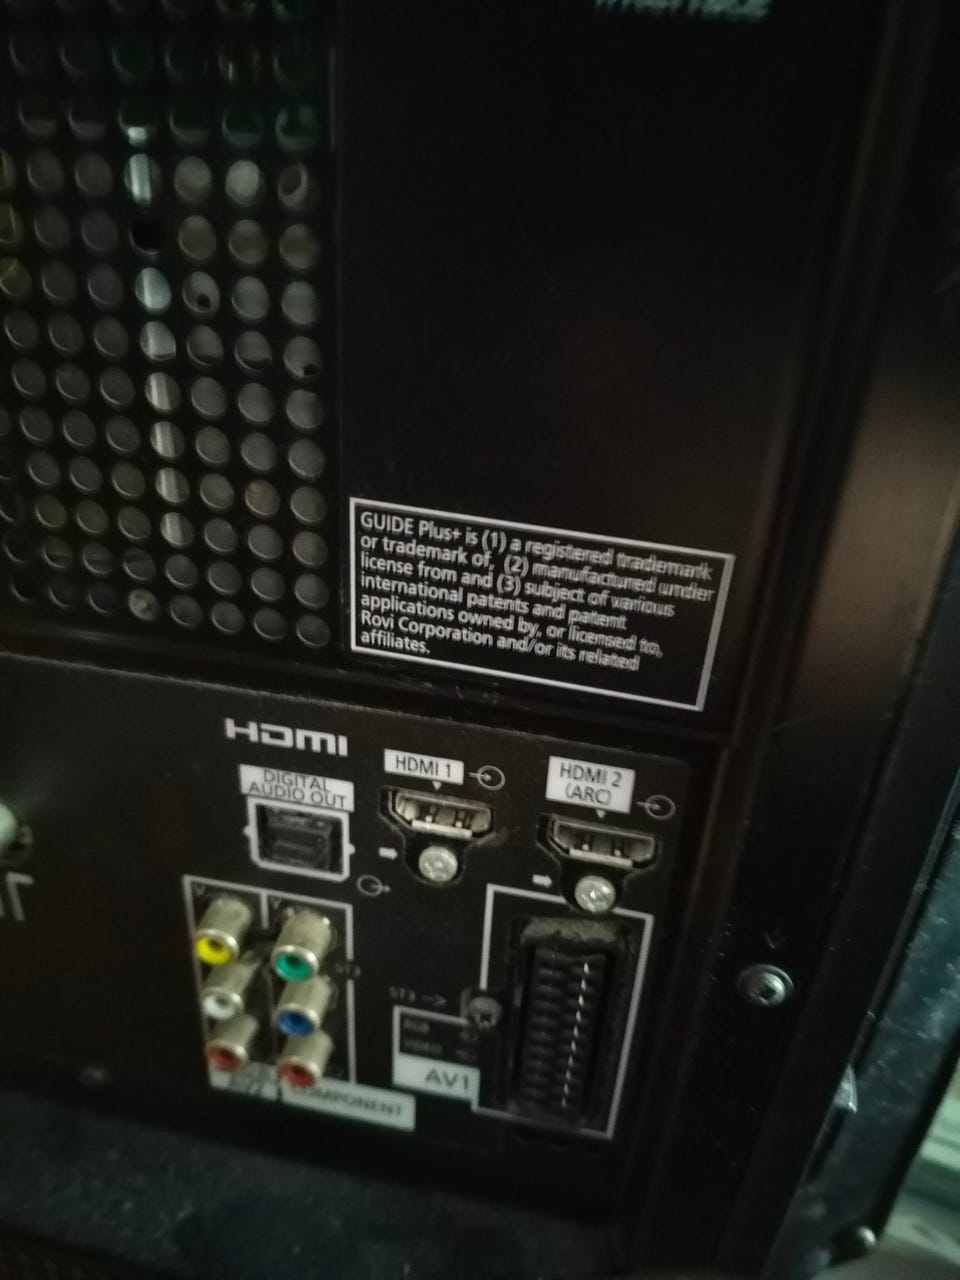 GUIDE Plus+ is (1) a registered trademark
or trademark of, (2) manufactured under
license from and (3) subject of various
international patents and patent
applications owned by, or licensed to,
Rovi Corporation and/or its related
affiliates.
HDMI
DIGITAL
AUDIO OUT
HDMI 1
HDMI 2
(ARC)
RGB
VIDEO
AV1
COMPONENT